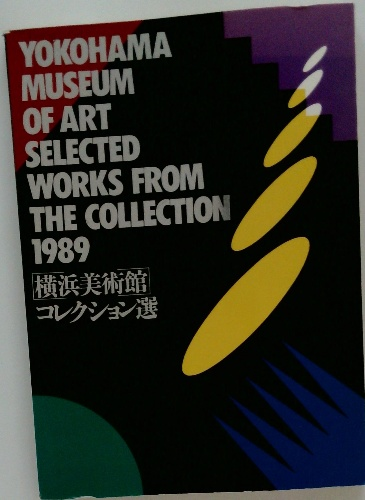 YOKOHAMA
MUSEUM
OF ART
SELECTED
WORKS FROM
THE COLLECTION
1989
横浜美術館
コレクション選